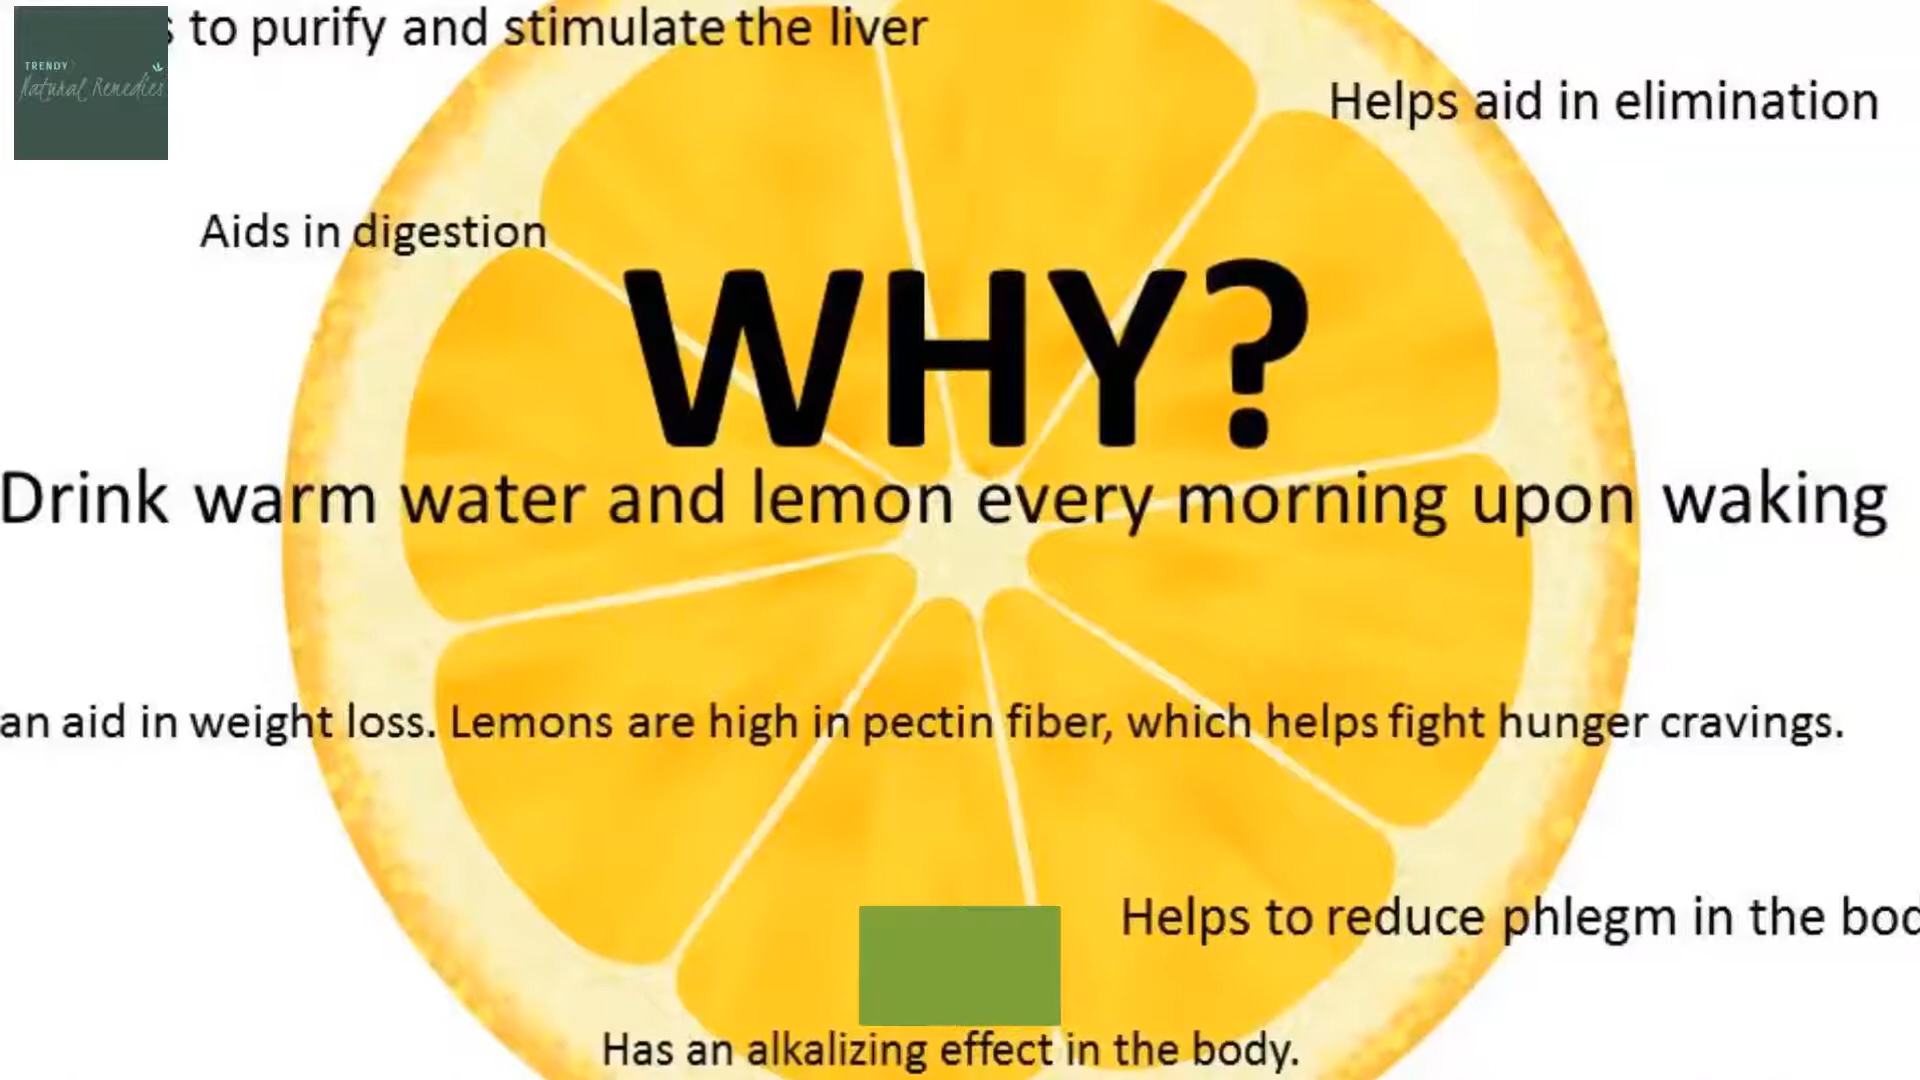 to purify and stimulate the liver
TRENDY
Natural Remedies
Helps aid in elimination
Aids in digestion
WHY?
Drink warm water and lemon every morning upon waking
an aid in weight loss. Lemons are high in pectin fiber, which helps fight hunger cravings.
Helps to reduce phlegm in the bod
Has an alkalizing effect in the body.